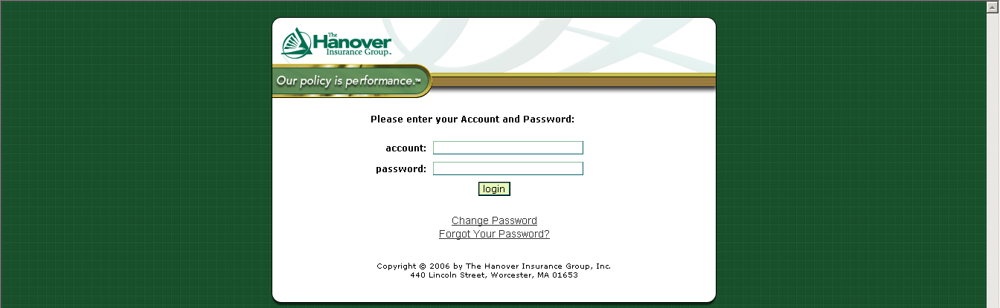 The
Hanover
Insurance Group™
Our policy is performance.™
Please enter your Account and Password:
account:
password:
login
Change Password
Forgot Your Password?
Copyright © 2006 by The Hanover Insurance Group, Inc.
440 Lincoln Street, Worcester, MA 01653